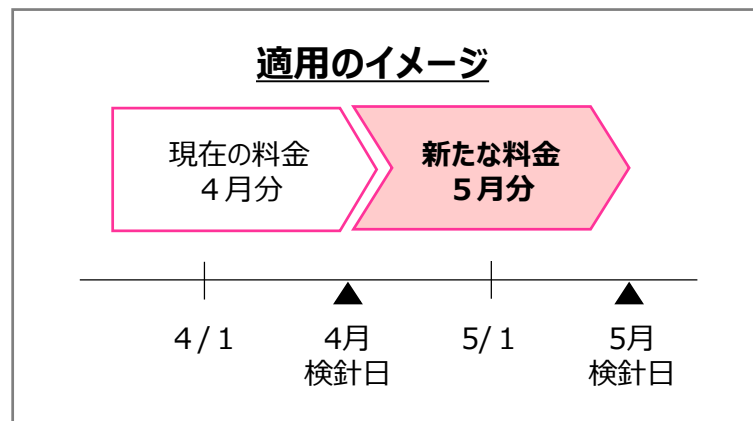 適用のイメージ
現在の料金
４月分
新たな料金
５月分
4/1
4月
検針日
5/1
5月
検針日